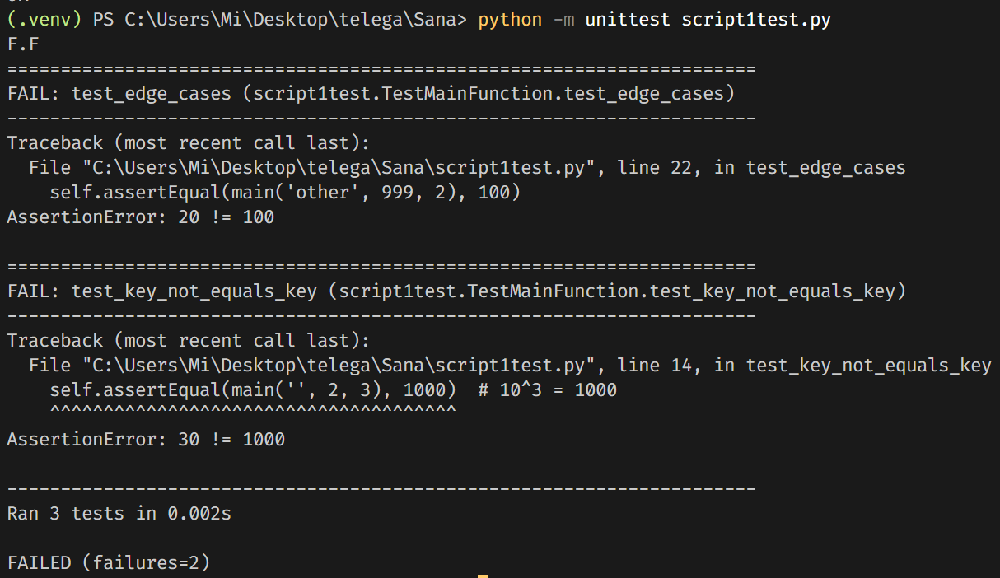 (.venv) PS C:\Users\Mi\Desktop\telega\Sana> python -m unittest script1test.py
F.F
======================================================================
FAIL: test_edge_cases (script1test.TestMainFunction.test_edge_cases)
----------------------------------------------------------------------
Traceback (most recent call last):
  File "C:\Users\Mi\Desktop\telega\Sana\script1test.py", line 22, in test_edge_cases
    self.assertEqual(main('other', 999, 2), 100)
AssertionError: 20 != 100

======================================================================
FAIL: test_key_not_equals_key (script1test.TestMainFunction.test_key_not_equals_key)
----------------------------------------------------------------------
Traceback (most recent call last):
  File "C:\Users\Mi\Desktop\telega\Sana\script1test.py", line 14, in test_key_not_equals_key
    self.assertEqual(main('', 2, 3), 1000)  # 10^3 = 1000
    ^^^^^^^^^^^^^^^^^^^^^^^^^^^^^^^^^^^^^^
AssertionError: 30 != 1000

----------------------------------------------------------------------
Ran 3 tests in 0.002s

FAILED (failures=2)